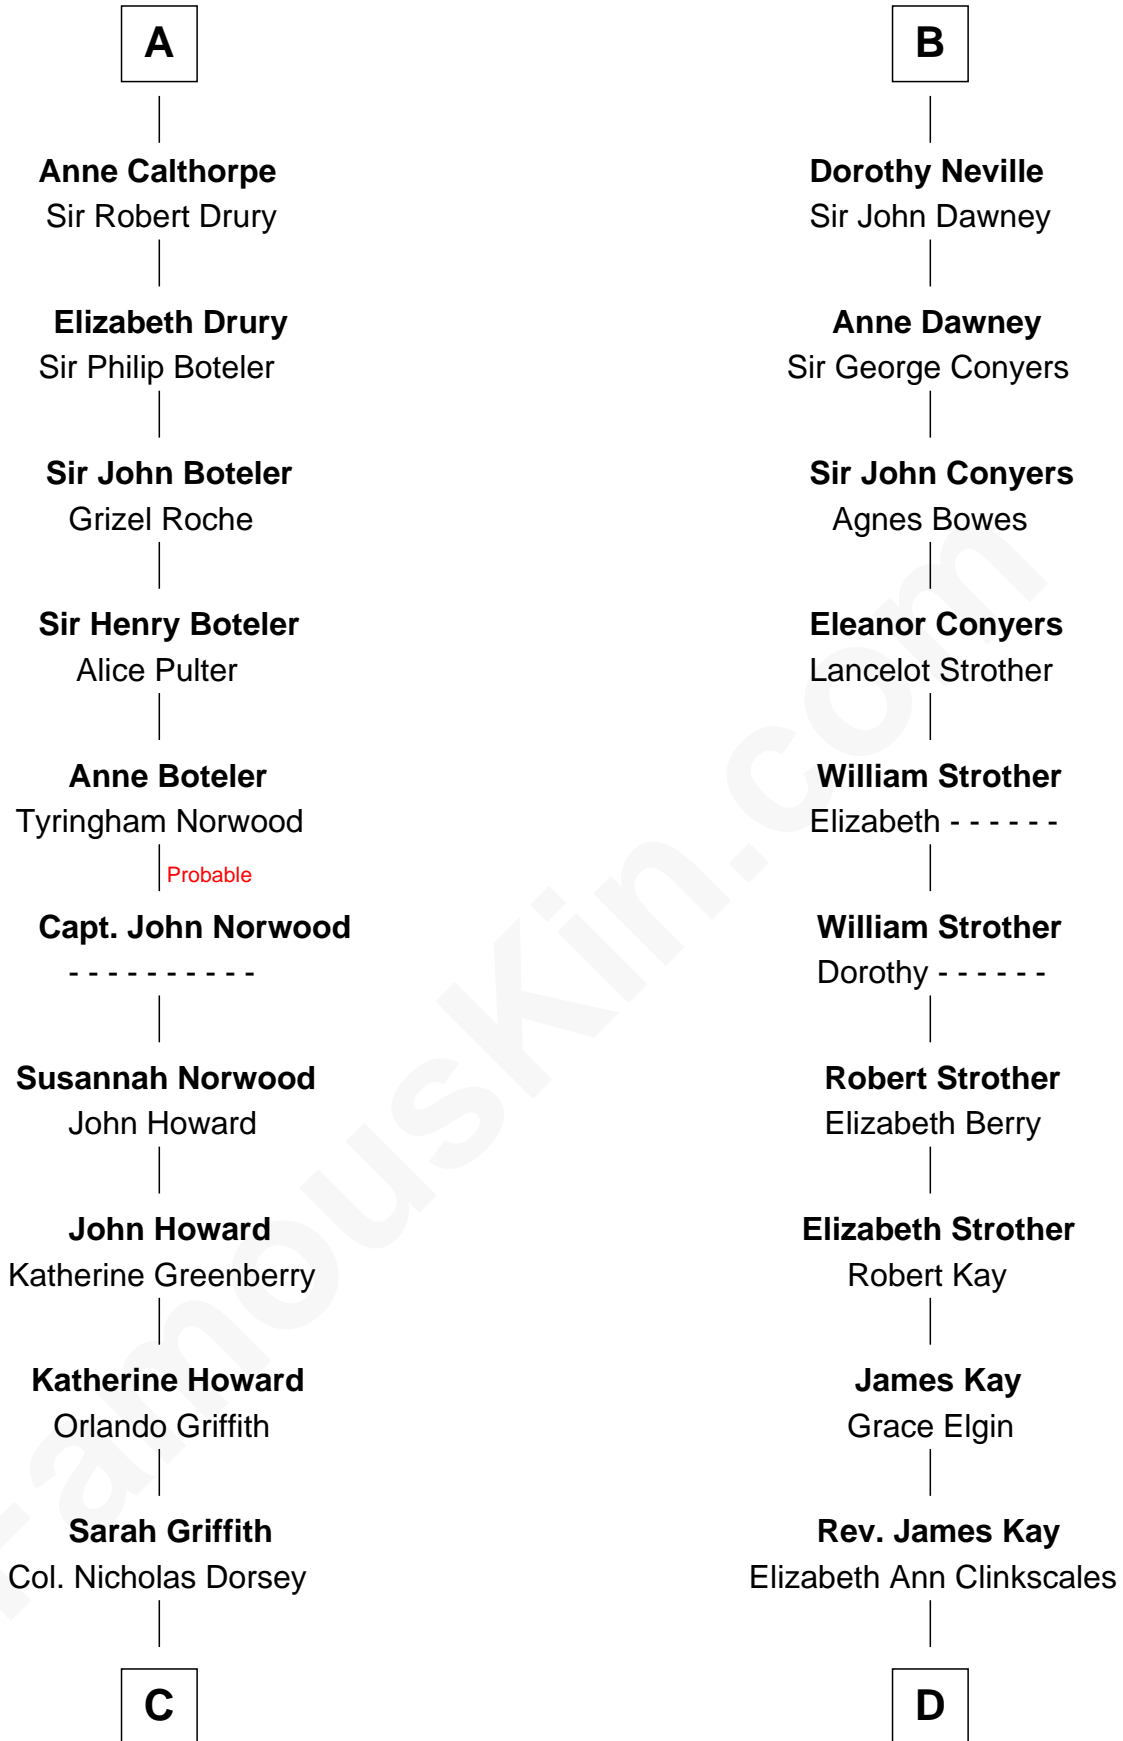 A
Anne Calthorpe
Sir Robert Drury
Elizabeth Drury
Sir Philip Boteler
Sir John Boteler
Grizel Roche
Sir Henry Boteler
Alice Pulter
Anne Boteler
Tyringham Norwood
Probable
Capt. John Norwood
- - - - - - - - - -
Susannah Norwood
John Howard
John Howard
Katherine Greenberry
Katherine Howard
Orlando Griffith
Sarah Griffith
Col. Nicholas Dorsey
C
B
Dorothy Neville
Sir John Dawney
Anne Dawney
Sir George Conyers
Sir John Conyers
Agnes Bowes
Eleanor Conyers
Lancelot Strother
William Strother
Elizabeth - - - - - -
William Strother
Dorothy - - - - - -
Robert Strother
Elizabeth Berry
Elizabeth Strother
Robert Kay
James Kay
Grace Elgin
Rev. James Kay
Elizabeth Ann Clinkscales
D
FamousKin.com